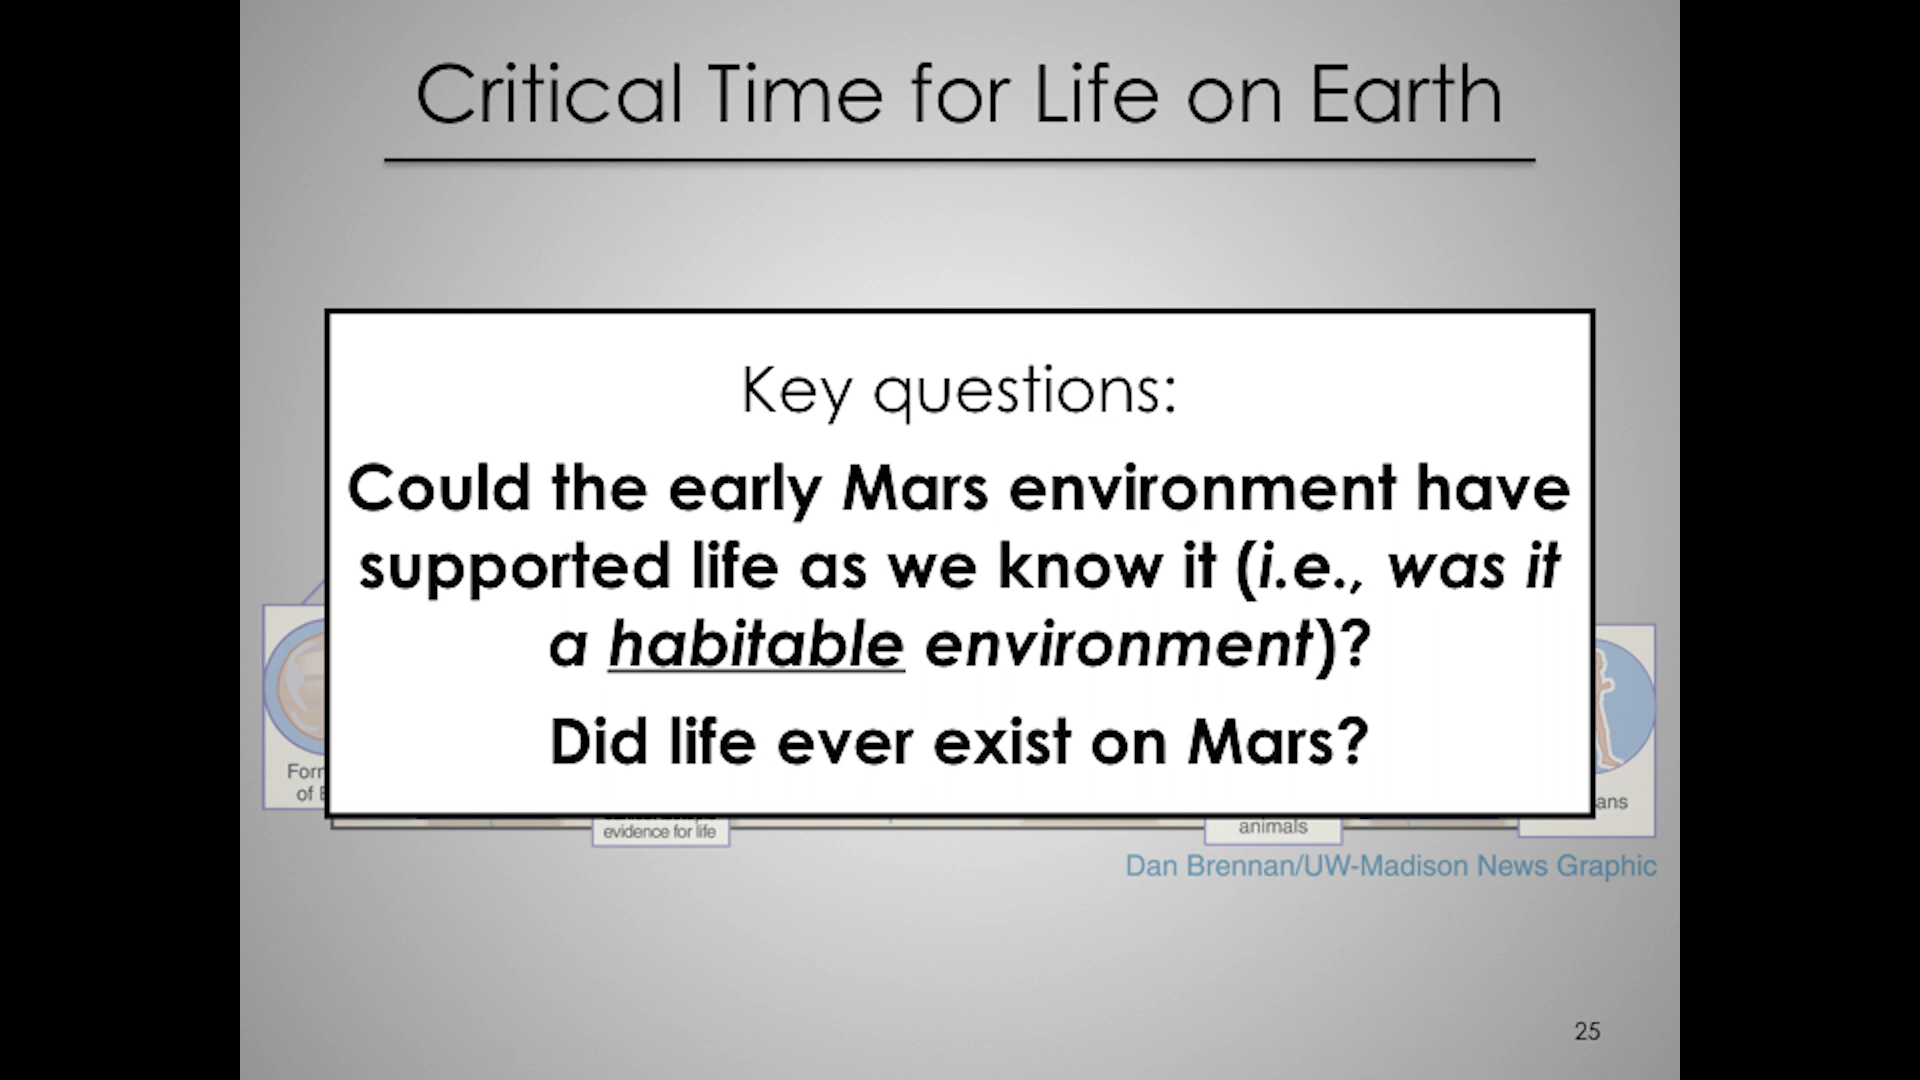 Critical Time for Life on Earth
Key questions:
Could the early Mars environment have
supported life as we know it (i.e., was it
a habitable environment)?
Did life ever exist on Mars?
of
evidence for life
animals
Dan Brennan/UW-Madison News Graphic
25